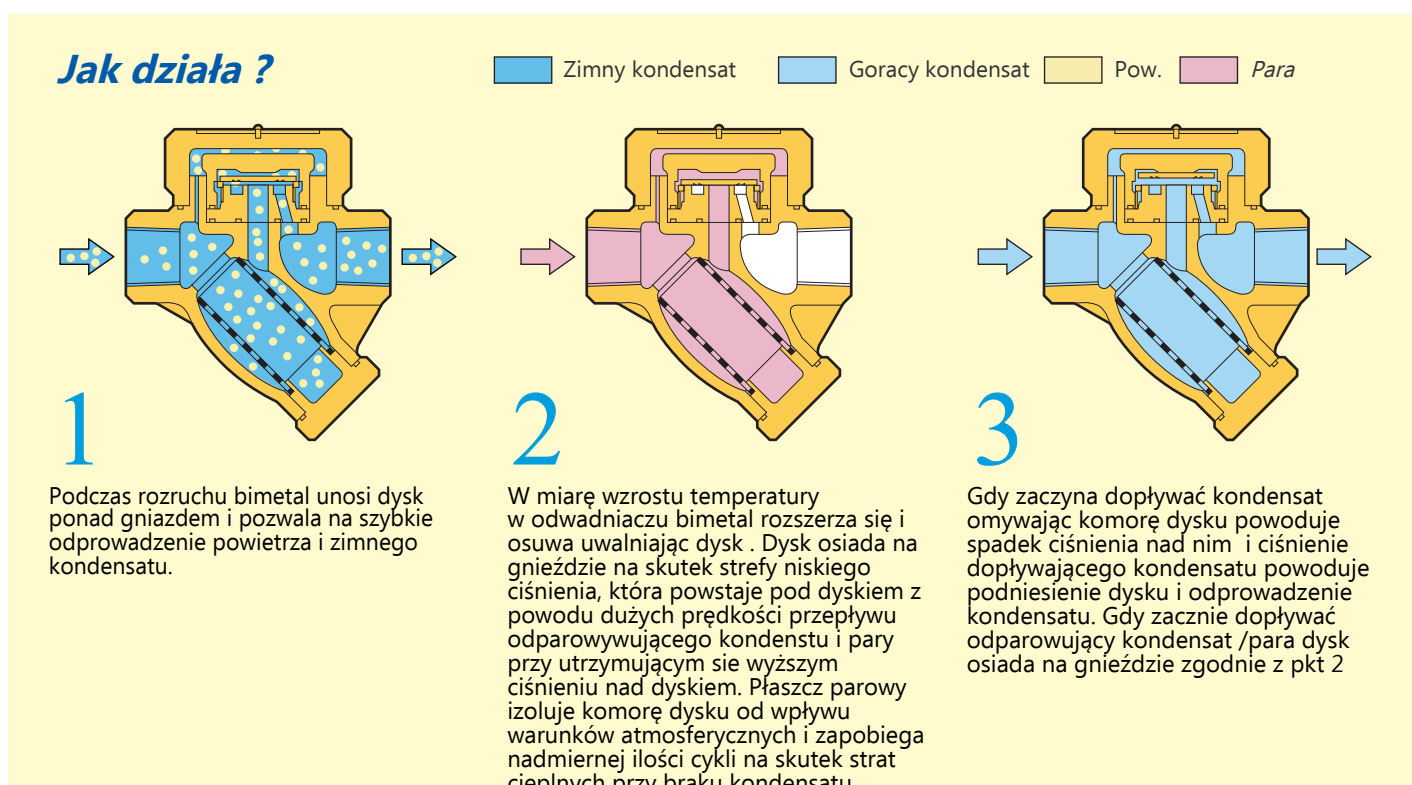 Jak działa ?
Zimny kondensat Goracy kondensat Pow. Para
1
Podczas rozruchu bimetal unosi dysk
ponad gniazdem i pozwala na szybkie
odprowadzenie powietrza i zimnego
kondensatu.
2
W miarę wzrostu temperatury
w odwadniaczu bimetal rozszerza się i
osuwa uwalniając dysk . Dysk osiada na
gnieździe na skutek strefy niskiego
ciśnienia, która powstaje pod dyskiem z
powodu dużych prędkości przepływu
odparowywującego kondenstu i pary
przy utrzymującym sie wyższym
ciśnieniu nad dyskiem. Płaszcz parowy
izoluje komorę dysku od wpływu
warunków atmosferycznych i zapobiega
nadmiernej ilości cykli na skutek strat
cieplnych przy braku kondensatu
3
Gdy zaczyna dopływać kondensat
omywając komorę dysku powoduje
spadek ciśnienia nad nim  i ciśnienie
dopływającego kondensatu powoduje
podniesienie dysku i odprowadzenie
kondensatu. Gdy zacznie dopływać
odparowujący kondensat /para dysk
osiada na gnieździe zgodnie z pkt 2